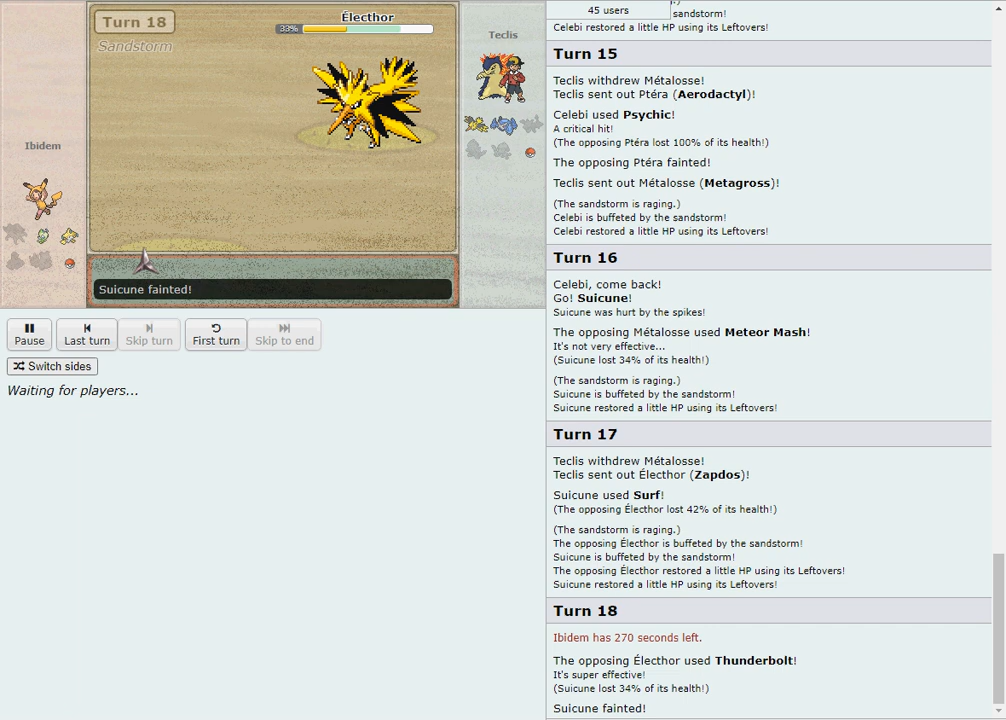 Turn 18
Sandstorm
Électhor
33%
Ibidem
Teclis
Suicune fainted!
Pause
Last turn
Skip turn
First turn
Skip to end
Switch sides
Waiting for players...
45 users
sandstorm!
Celebi restored a little HP using its Leftovers!
Turn 15
Teclis withdrew Métalosse!
Teclis sent out Ptéra (Aerodactyl)!
Celebi used Psychic!
A critical hit!
(The opposing Ptéra lost 100% of its health!)
The opposing Ptéra fainted!
Teclis sent out Métalosse (Metagross)!
(The sandstorm is raging.)
Celebi is buffeted by the sandstorm!
Celebi restored a little HP using its Leftovers!
Turn 16
Celebi, come back!
Go! Suicune!
Suicune was hurt by the spikes!
The opposing Métalosse used Meteor Mash!
It's not very effective...
(Suicune lost 34% of its health!)
(The sandstorm is raging.)
Suicune is buffeted by the sandstorm!
Suicune restored a little HP using its Leftovers!
Turn 17
Teclis withdrew Métalosse!
Teclis sent out Électhor (Zapdos)!
Suicune used Surf!
(The opposing Électhor lost 42% of its health!)
(The sandstorm is raging.)
The opposing Électhor is buffeted by the sandstorm!
Suicune is buffeted by the sandstorm!
The opposing Électhor restored a little HP using its Leftovers!
Suicune restored a little HP using its Leftovers!
Turn 18
Ibidem has 270 seconds left.
The opposing Électhor used Thunderbolt!
It's super effective!
(Suicune lost 34% of its health!)
Suicune fainted!